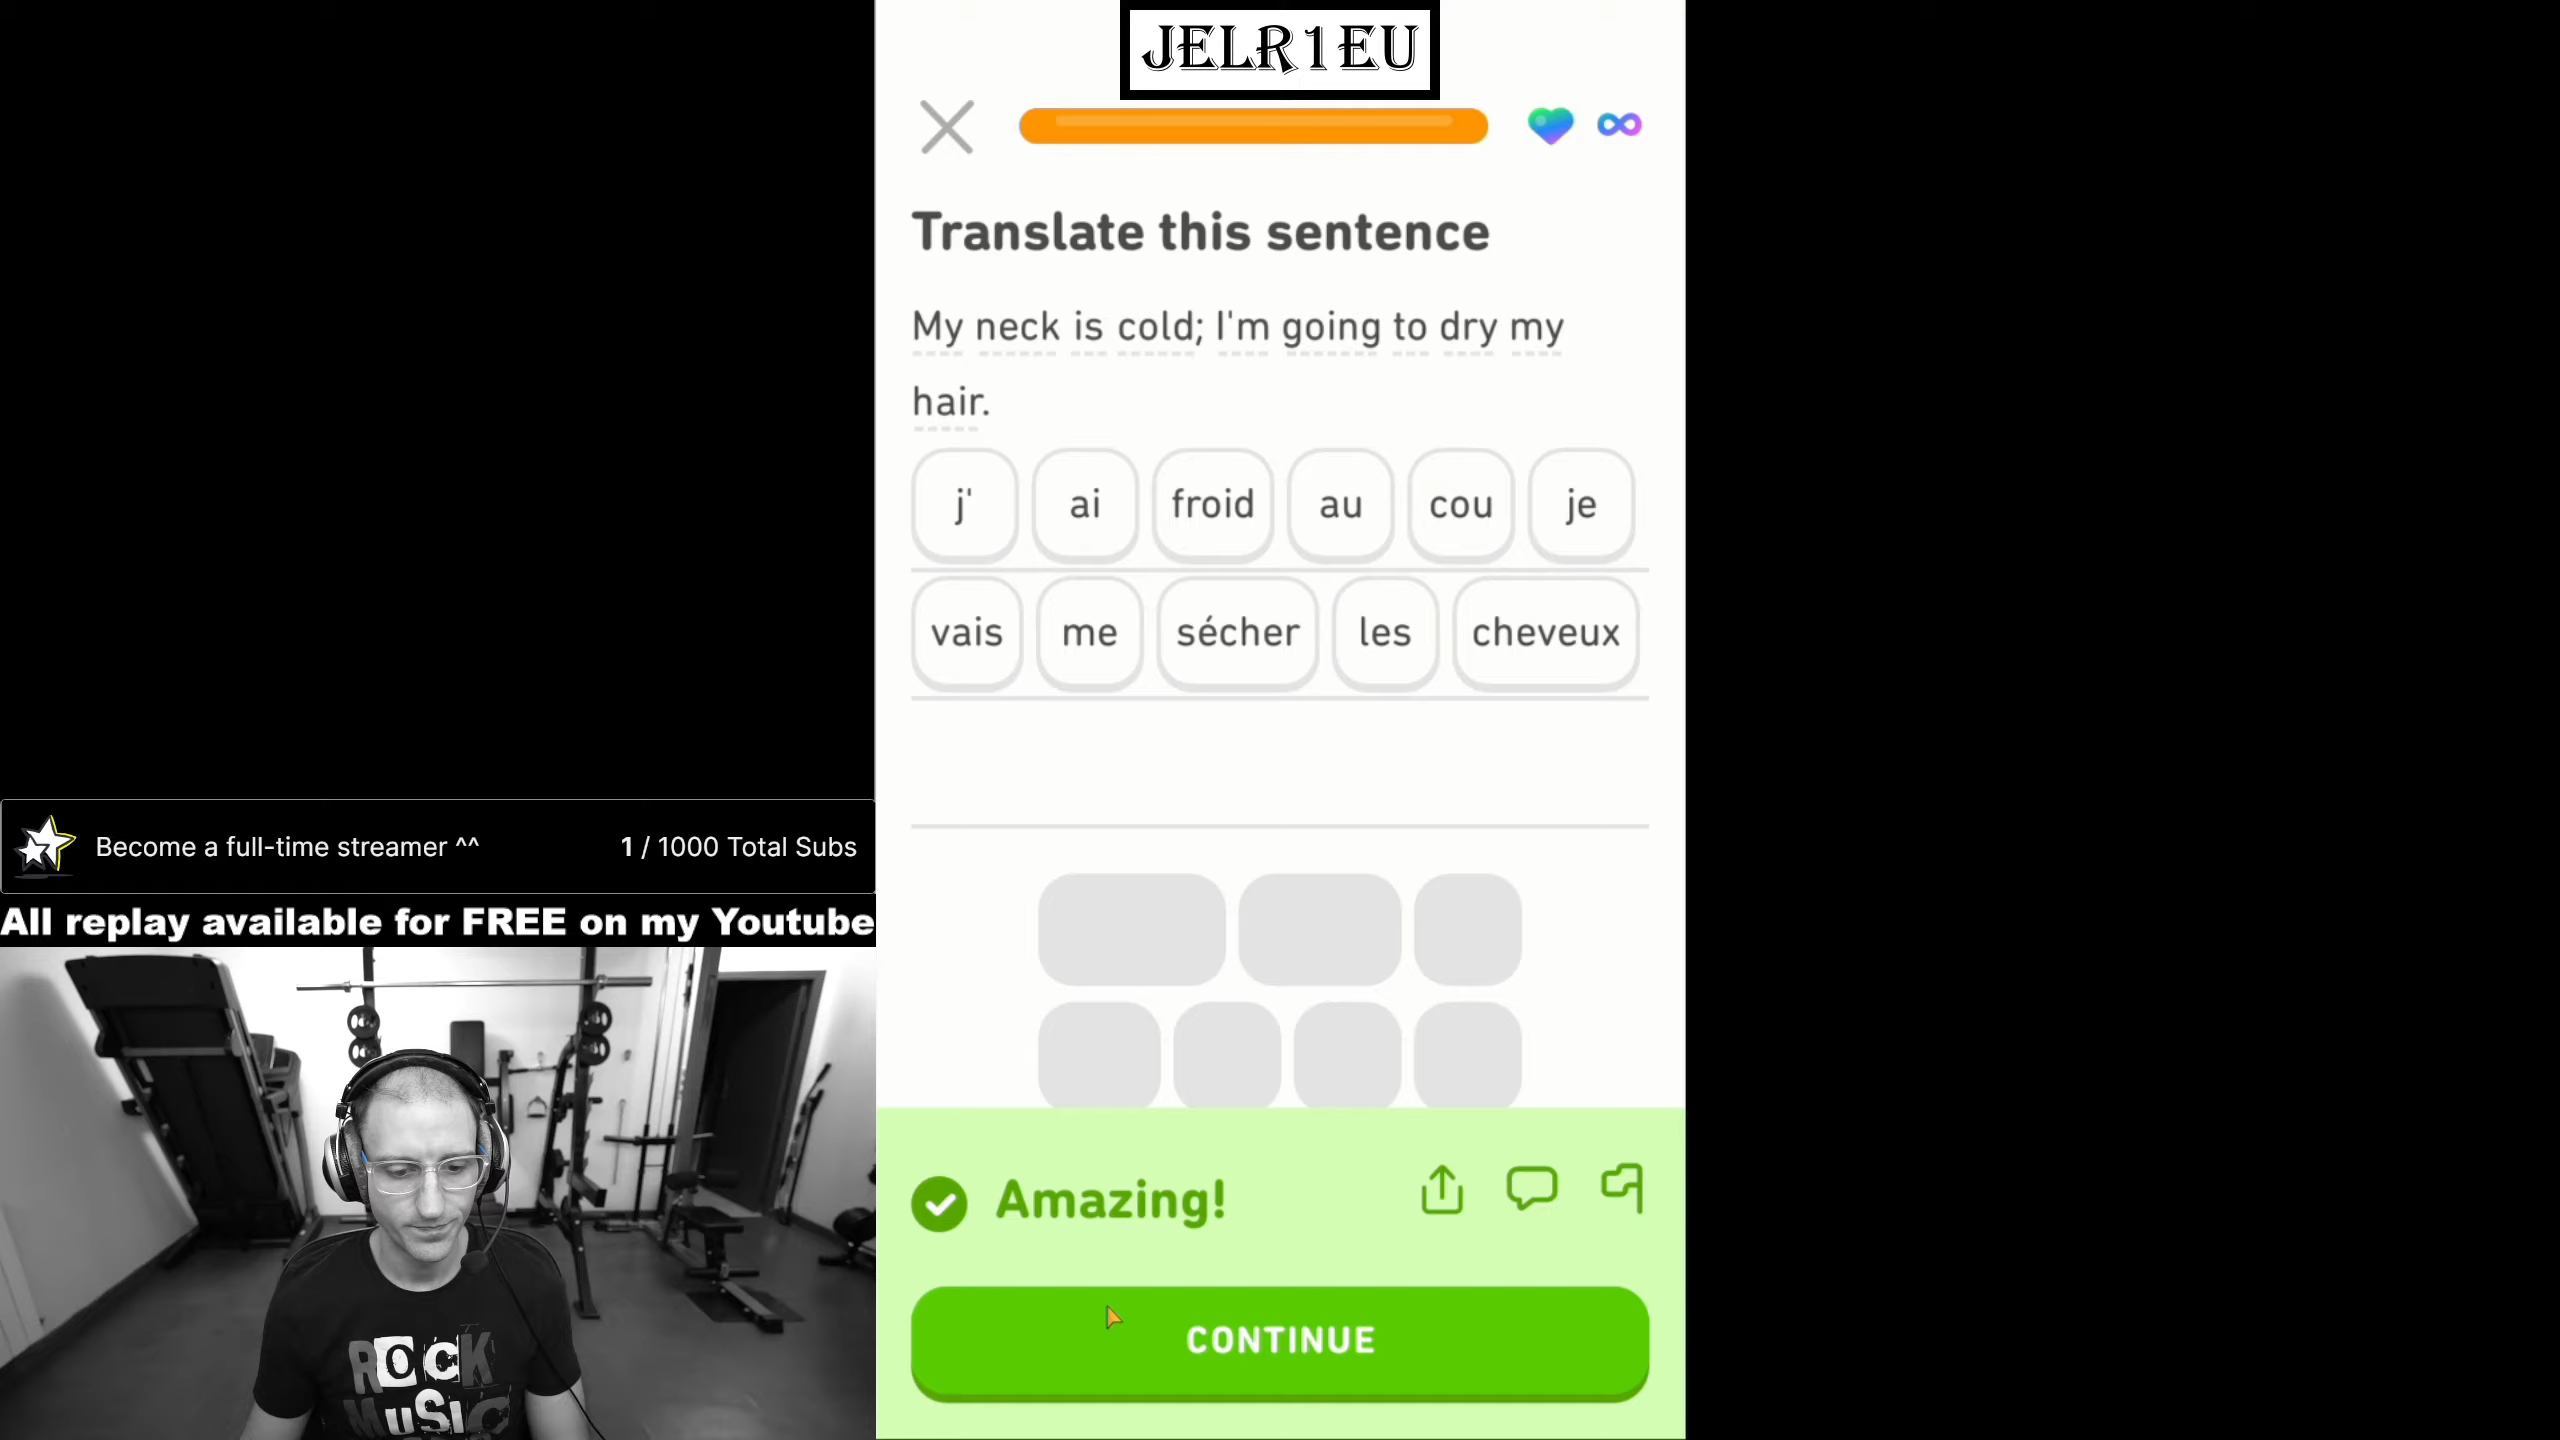 JELR1EU
Translate this sentence
My neck is cold; I'm going to dry my
hair.
j' ai froid au cou je
vais me sécher les cheveux
Become a full-time streamer ^^ 1 / 1000 Total Subs
All replay available for FREE on my Youtube
ROCK
MUSIC
Amazing!
CONTINUE